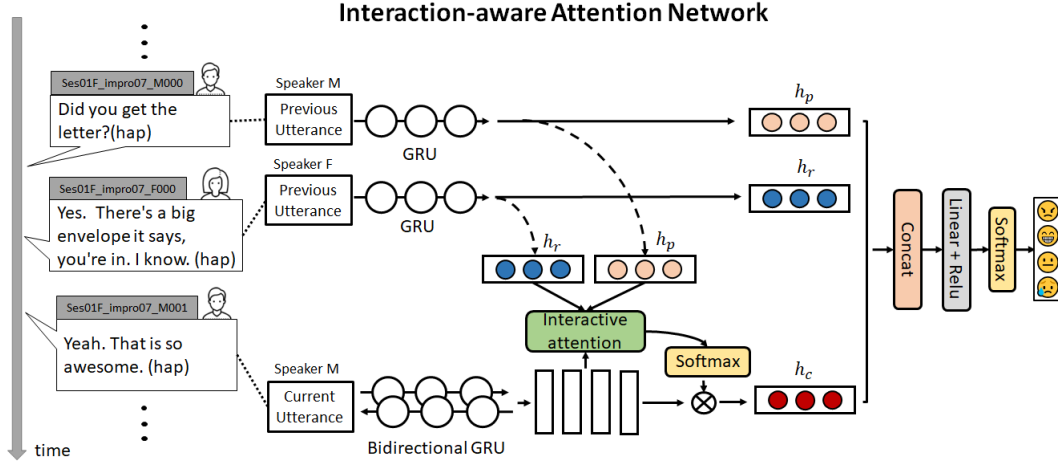 Interaction-aware Attention Network
Ses01F_impro07_M000
Did you get the
letter?(hap)
Speaker M
Previous
Utterance
GRU
h_p
Ses01F_impro07_F000
Yes. There's a big
envelope it says,
you're in. I know. (hap)
Speaker F
Previous
Utterance
GRU
h_r
h_r
h_p
Interactive
attention
Softmax
Ses01F_impro07_M001
Yeah. That is so
awesome. (hap)
Speaker M
Current
Utterance
Bidirectional GRU
h_c
Concat
Linear + Relu
Softmax
time